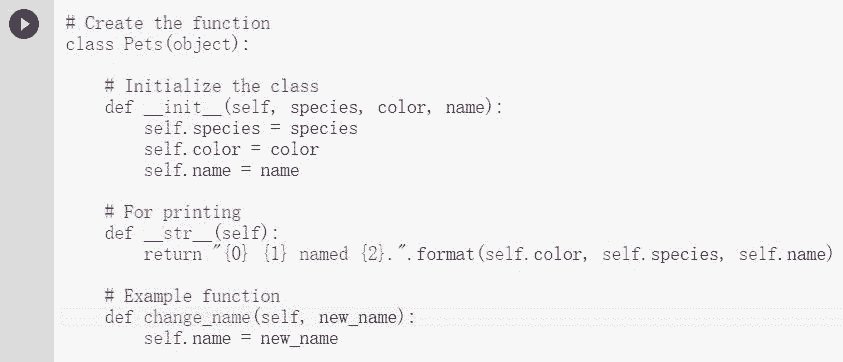 # Create the function
class Pets(object):
    # Initialize the class
    def __init__(self, species, color, name):
        self.species = species
        self.color = color
        self.name = name
    # For printing
    def __str__(self):
        return "{0} {1} named {2}.".format(self.color, self.species, self.name)
    # Example function
    def change_name(self, new_name):
        self.name = new_name